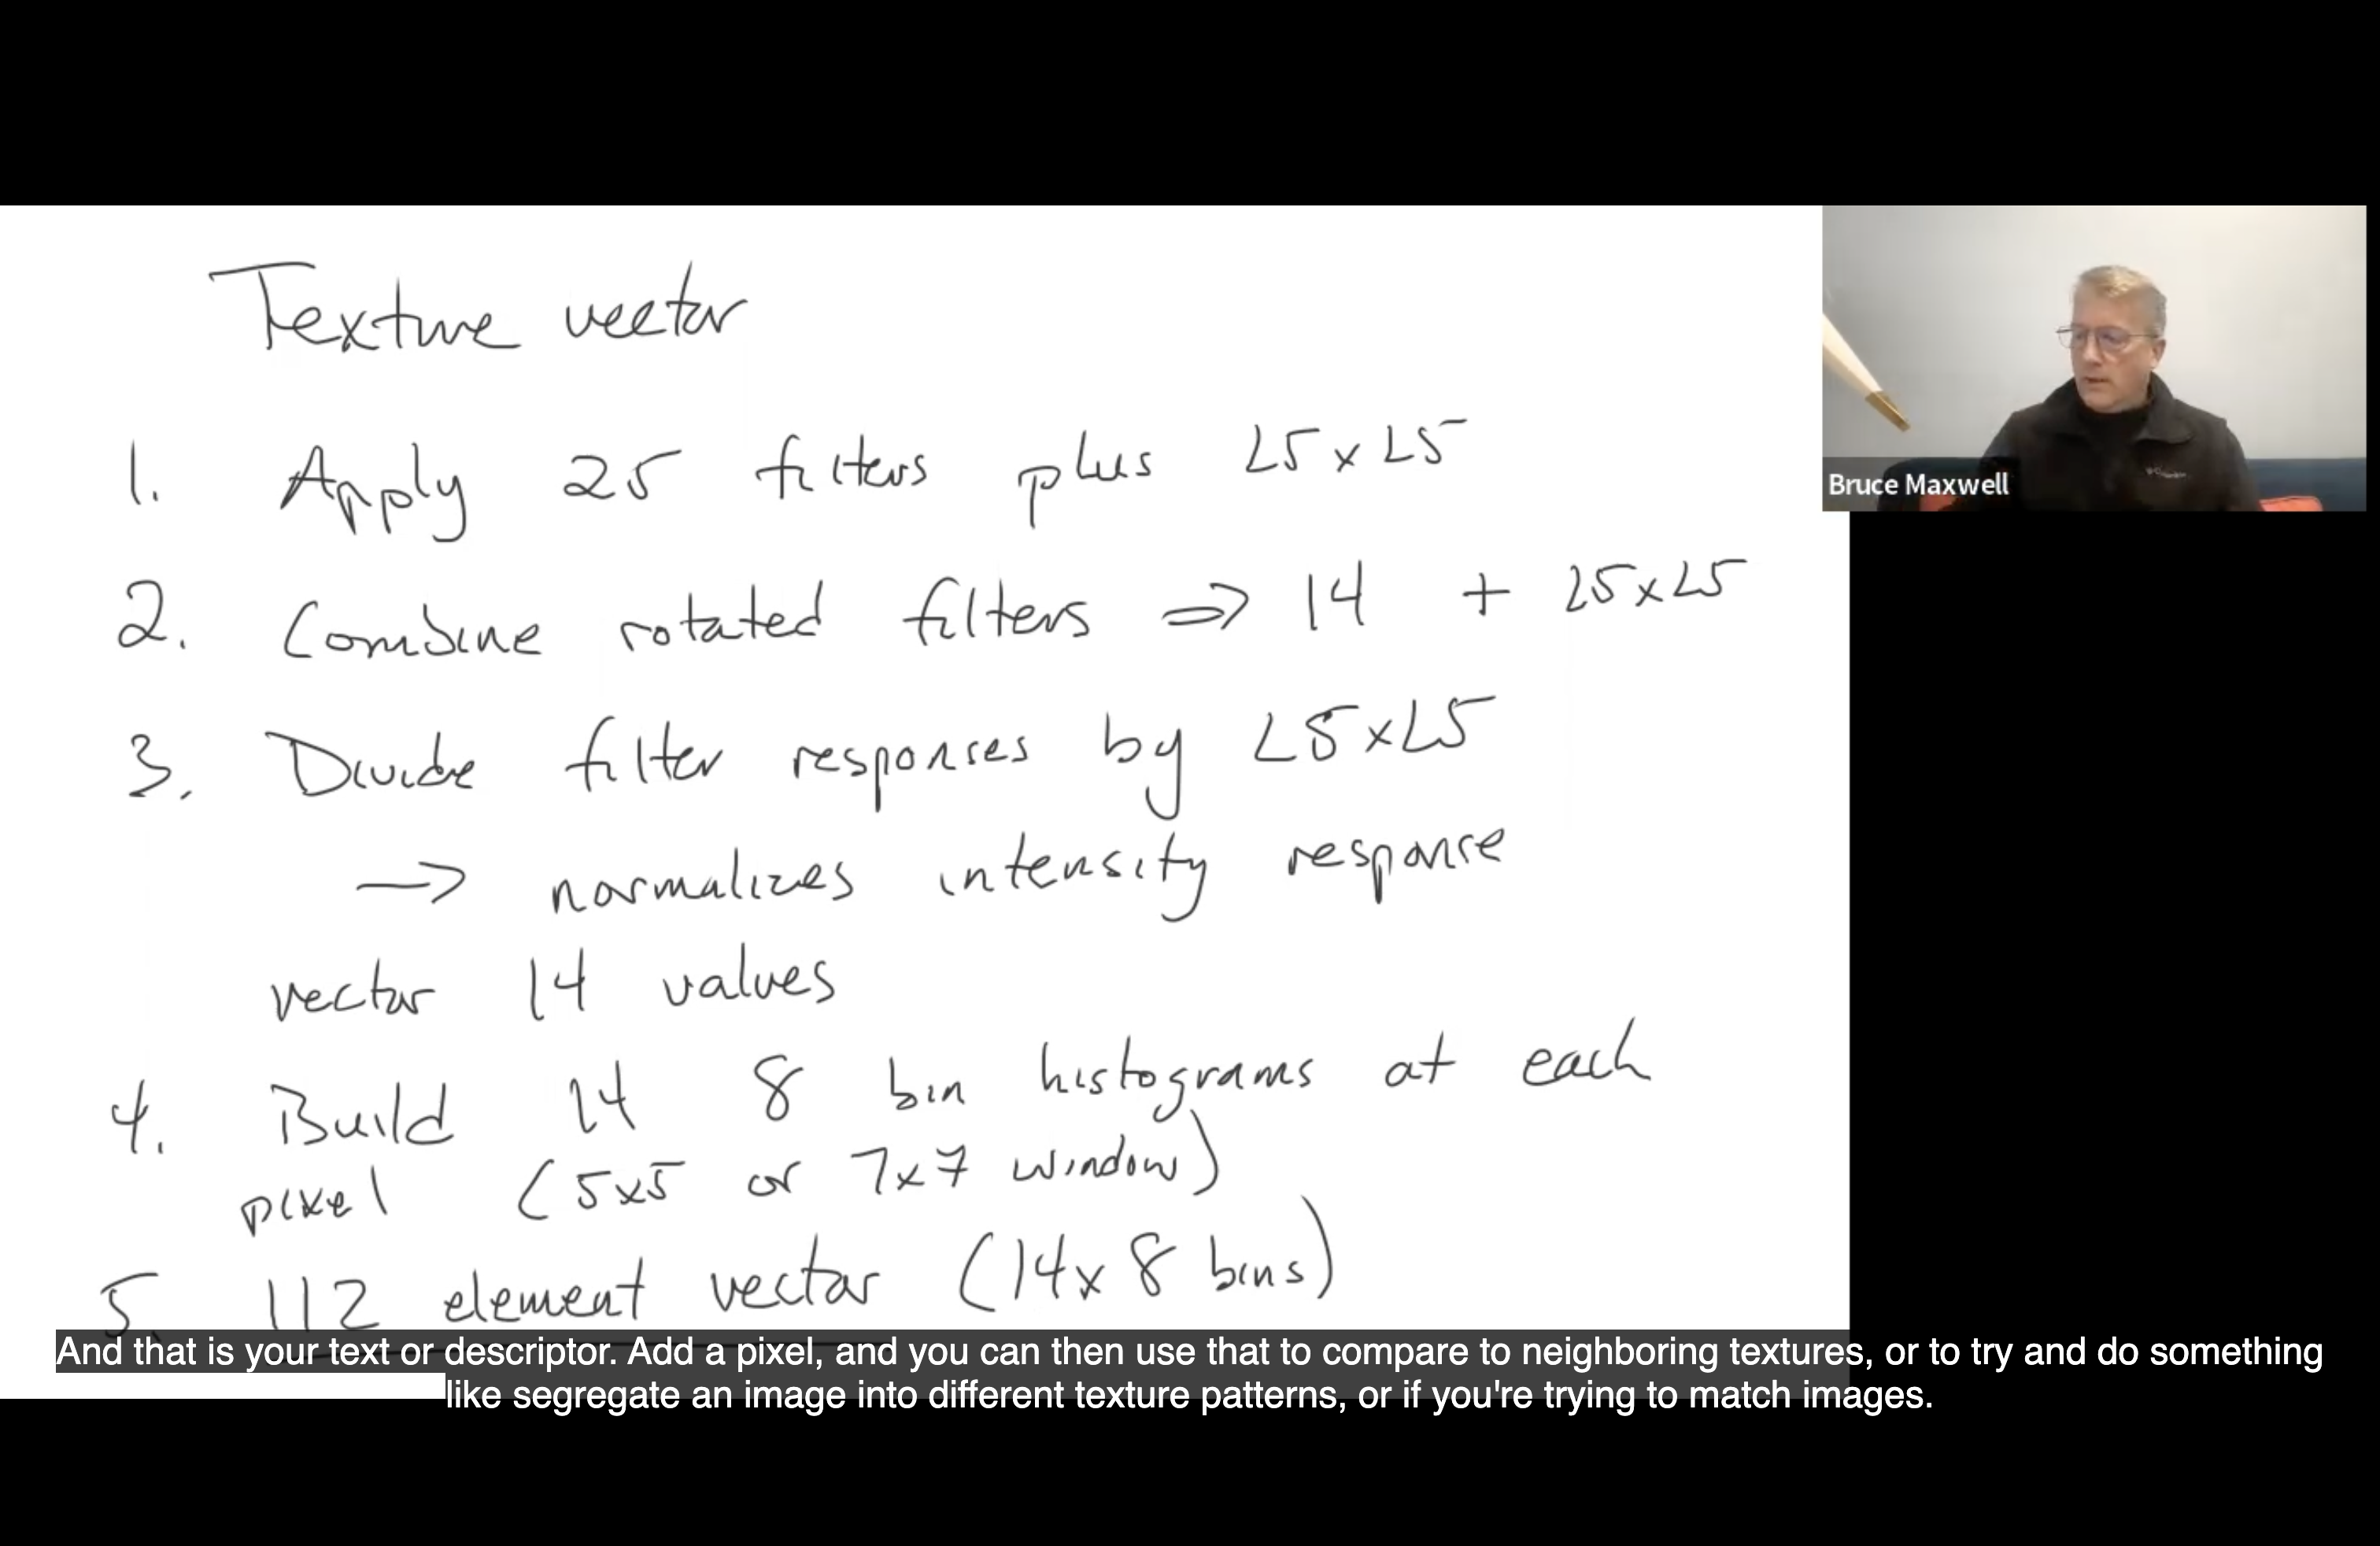 Texture vector
1. Apply 25 filters plus L5xL5
2. Combine rotated filters ⇒ 14 + L5xL5
3. Divide filter responses by L5xL5
→ normalizes intensity response
vector 14 values
4. Build 14 8 bin histograms at each
pixel (5x5 or 7x7 window)
5. 112 element vector (14x8 bins)
Bruce Maxwell
And that is your text or descriptor. Add a pixel, and you can then use that to compare to neighboring textures, or to try and do something
like segregate an image into different texture patterns, or if you're trying to match images.